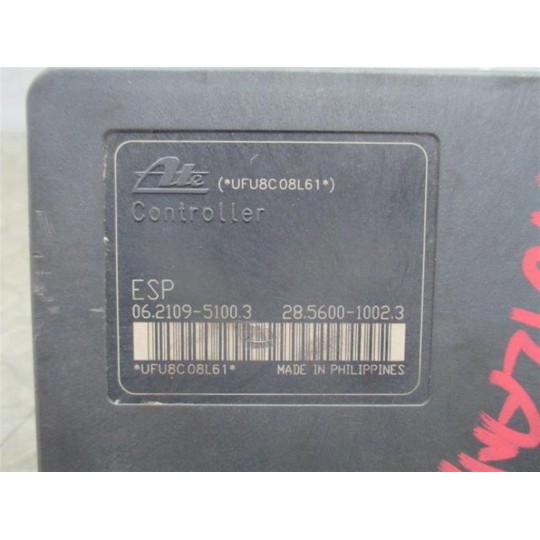 Ate (*UFU8C08L61*)
Controller
ESP
06.2109-5100.3 28.5600-1002.3
*UFU8C08L61* MADE IN PHILIPPINES